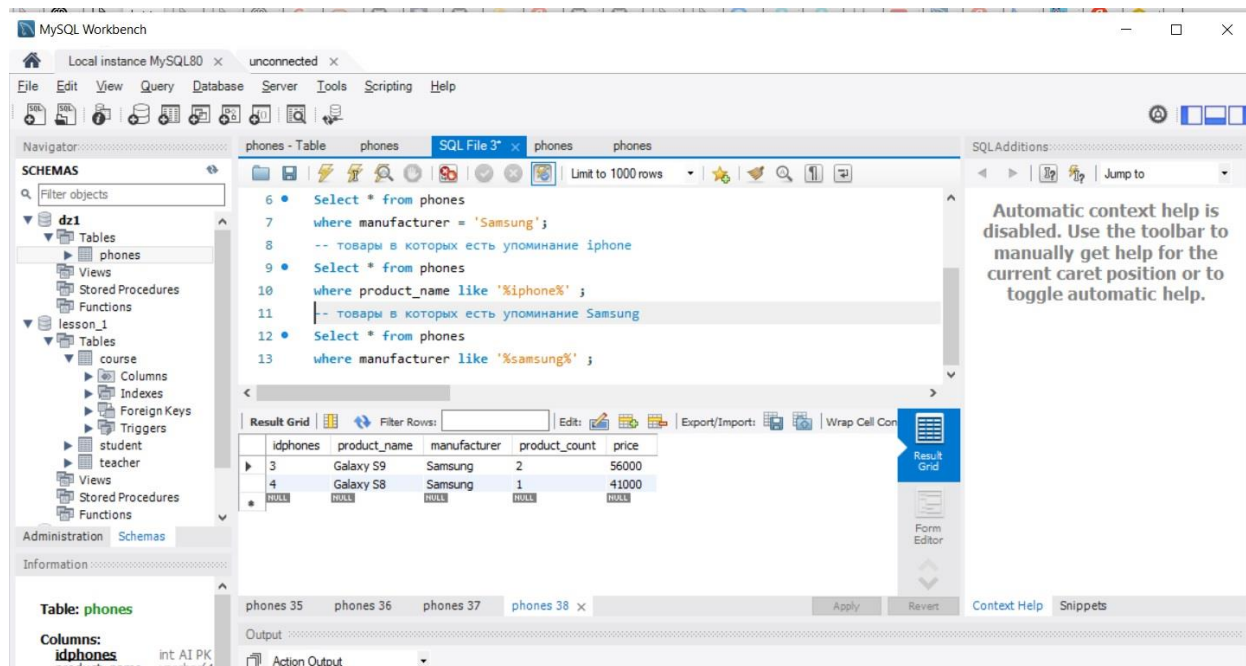 MySQL Workbench
Local instance MySQL80 × unconnected ×
File Edit View Query Database Server Tools Scripting Help
Navigator
SCHEMAS
Filter objects
dz1
Tables
phones
Views
Stored Procedures
Functions
lesson_1
Tables
course
Columns
Indexes
Foreign Keys
Triggers
student
teacher
Views
Stored Procedures
Functions
Administration Schemas
Information
Table: phones
Columns:
idphones int AI PK
phones - Table phones SQL File 3* × phones phones
Limit to 1000 rows
6 Select * from phones
7 where manufacturer = 'Samsung';
8 -- товары в которых есть упоминание iphone
9 Select * from phones
10 where product_name like '%iphone%' ;
11 -- товары в которых есть упоминание Samsung
12 Select * from phones
13 where manufacturer like '%samsung%' ;
Result Grid Filter Rows: Edit: Export/Import: Wrap Cell Con
idphones product_name manufacturer product_count price
3 Galaxy S9 Samsung 2 56000
4 Galaxy S8 Samsung 1 41000
NULL NULL NULL NULL NULL
Result Grid
Form Editor
phones 35 phones 36 phones 37 phones 38 × Apply Revert
Output
Action Output
SQLAdditions
Jump to
Automatic context help is
disabled. Use the toolbar to
manually get help for the
current caret position or to
toggle automatic help.
Context Help Snippets